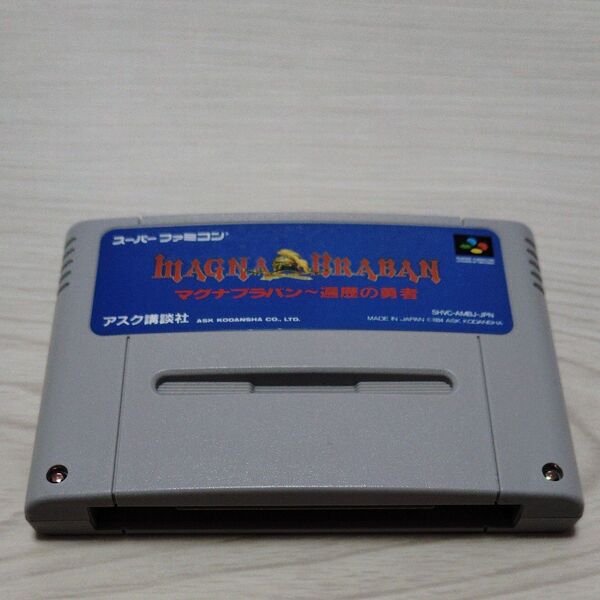 スーパーファミコン
MAGNA BRABAN
マグナブラバン～遍歴の勇者
SHVC-AMBJ-JPN
アスク講談社 ASK KODANSHA CO., LTD.
MADE IN JAPAN ©1994 ASK KODANSHA